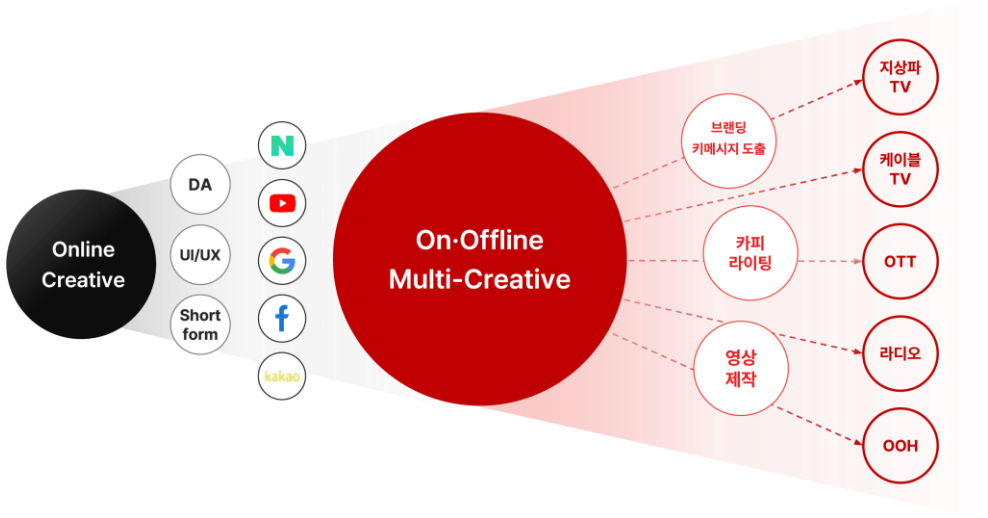 Online
Creative
DA
UI/UX
Short
form
N
G
f
kakao
On·Offline
Multi-Creative
브랜딩
키메시지 도출
카피
라이팅
영상
제작
지상파
TV
케이블
TV
OTT
라디오
OOH